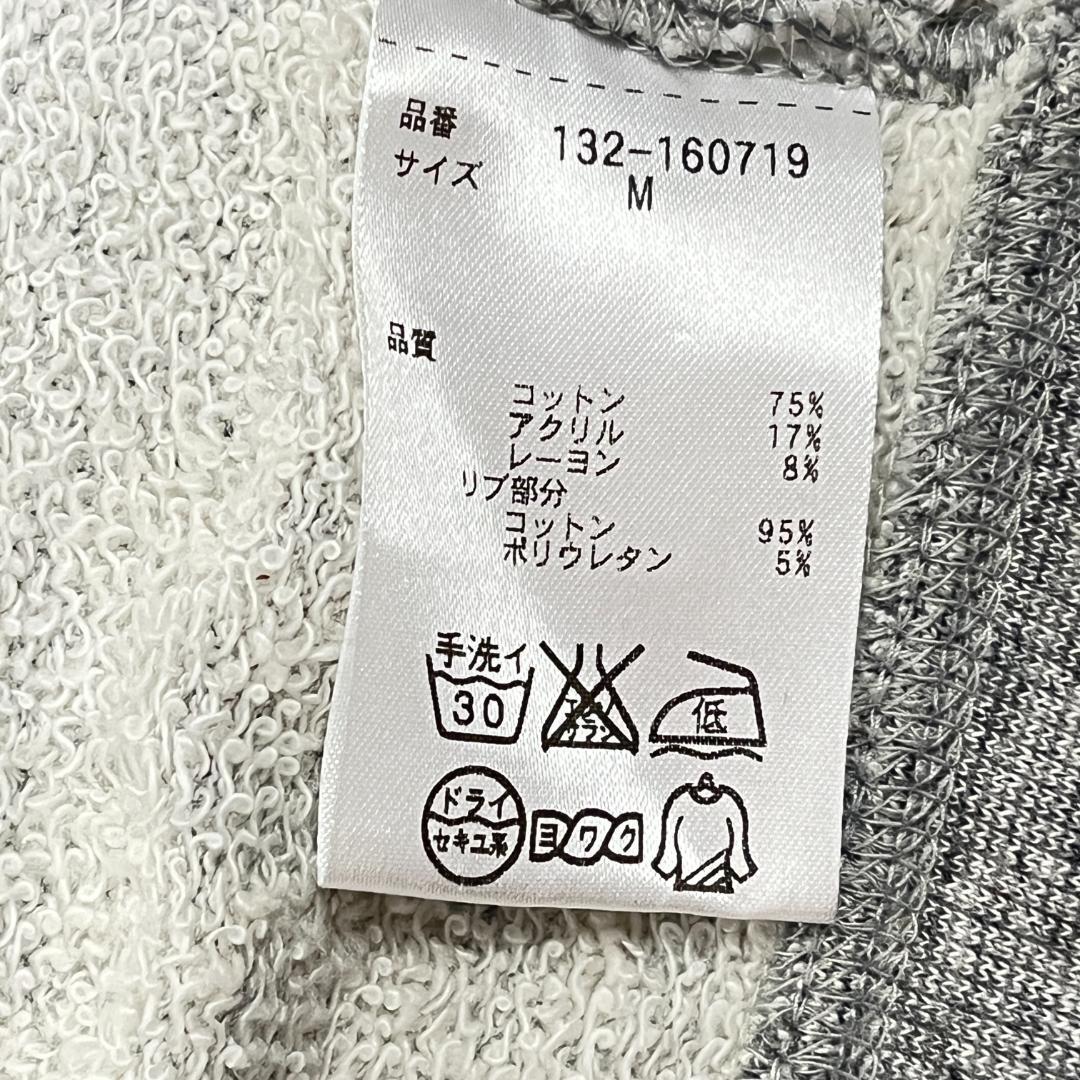 品番 132-160719
サイズ M
品質
コットン 75%
アクリル 17%
レーヨン 8%
リブ部分
コットン 95%
ポリウレタン 5%
手洗イ
30
低
ドライ
セキユ系
ヨワク